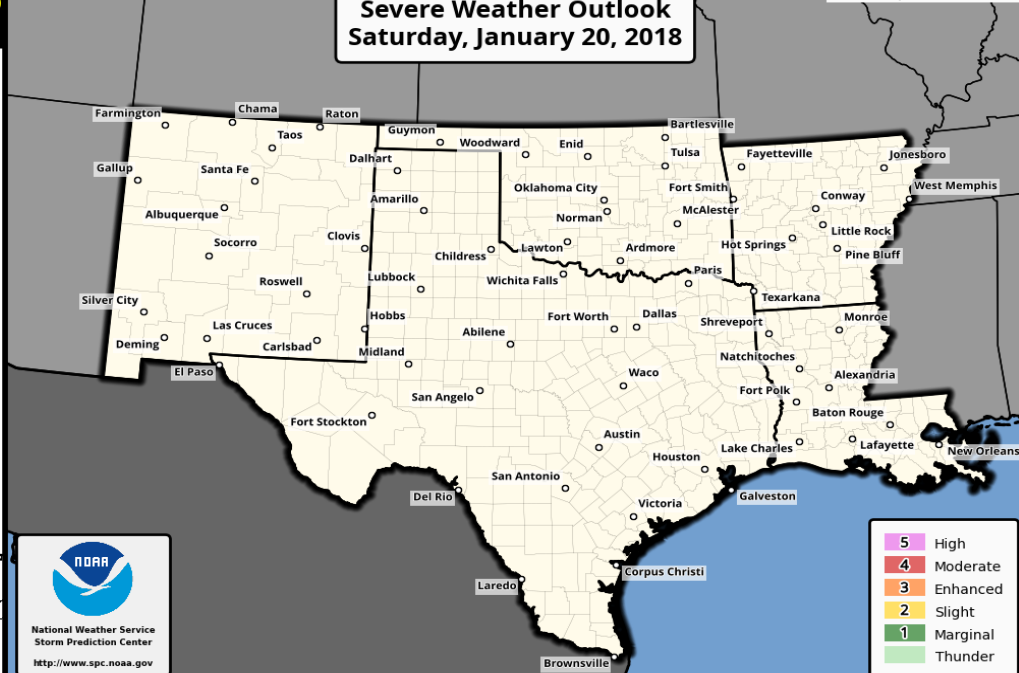 Severe Weather Outlook
Saturday, January 20, 2018
Farmington
Chama
Raton
Taos
Guymon
Woodward
Enid
Bartlesville
Tulsa
Fayetteville
Jonesboro
Gallup
Santa Fe
Dalhart
Oklahoma City
Fort Smith
West Memphis
Albuquerque
Amarillo
Norman
McAlester
Conway
Little Rock
Socorro
Clovis
Childress
Lawton
Ardmore
Hot Springs
Pine Bluff
Roswell
Lubbock
Wichita Falls
Paris
Texarkana
Silver City
Las Cruces
Hobbs
Abilene
Fort Worth
Dallas
Shreveport
Monroe
Deming
Carlsbad
Midland
Natchitoches
El Paso
San Angelo
Waco
Fort Polk
Alexandria
Fort Stockton
Austin
Baton Rouge
Lake Charles
Lafayette
New Orleans
Houston
San Antonio
Del Rio
Victoria
Galveston
Laredo
Corpus Christi
Brownsville
NOAA
National Weather Service
Storm Prediction Center
http://www.spc.noaa.gov
5 High
4 Moderate
3 Enhanced
2 Slight
1 Marginal
Thunder